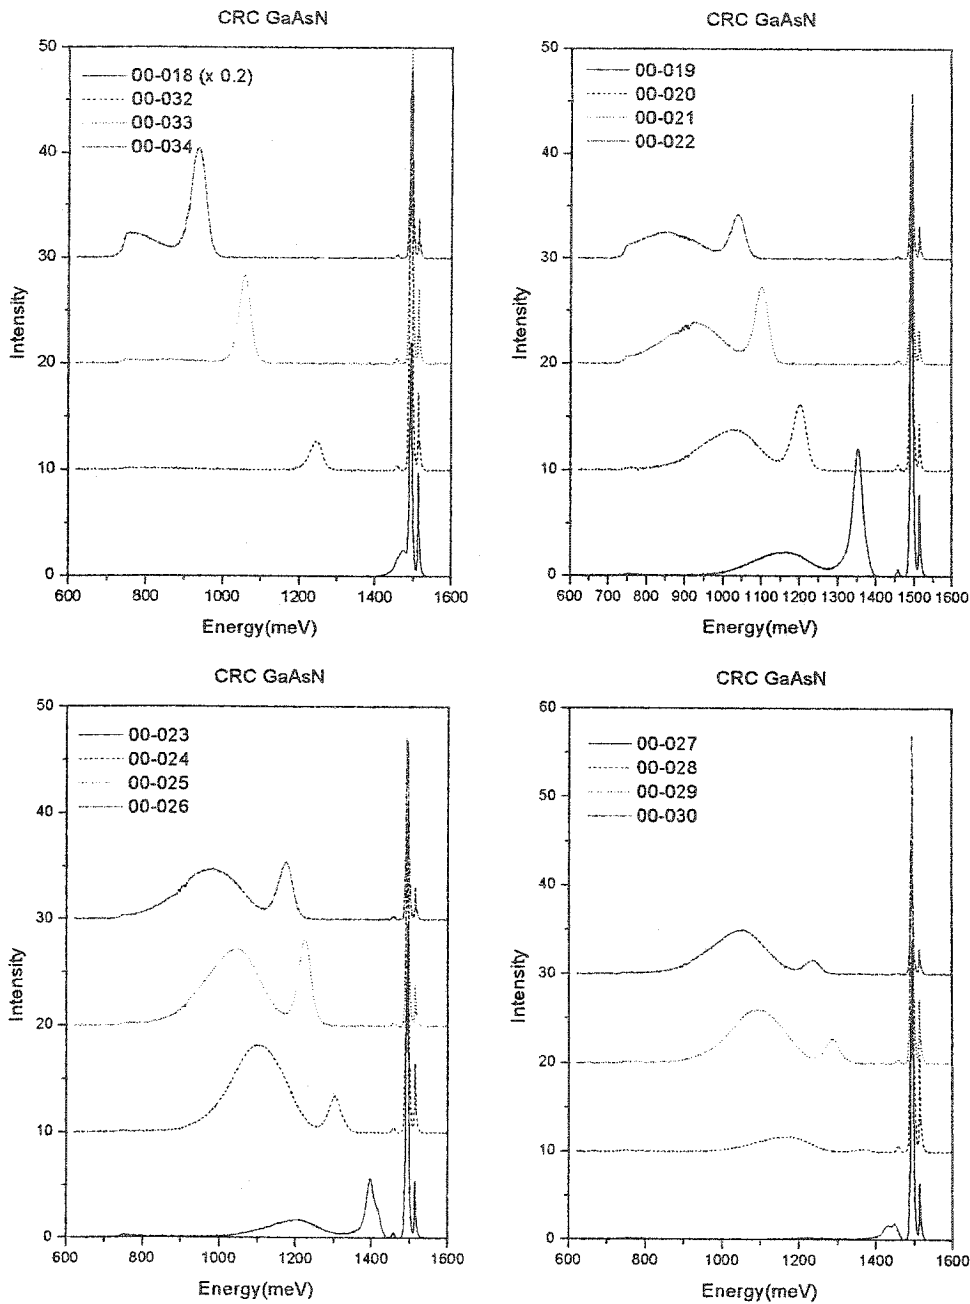 CRC GaAsN
50
40
30
20
10
0
Intensity
00-018 (x 0.2)
00-032
00-033
00-034
600 800 1000 1200 1400 1600
Energy(meV)
CRC GaAsN
50
40
30
20
10
0
Intensity
00-019
00-020
00-021
00-022
600 700 800 900 1000 1100 1200 1300 1400 1500 1600
Energy(meV)
CRC GaAsN
50
40
30
20
10
0
Intensity
00-023
00-024
00-025
00-026
600 800 1000 1200 1400 1600
Energy(meV)
CRC GaAsN
60
50
40
30
20
10
0
Intensity
00-027
00-028
00-029
00-030
600 800 1000 1200 1400 1600
Energy(meV)